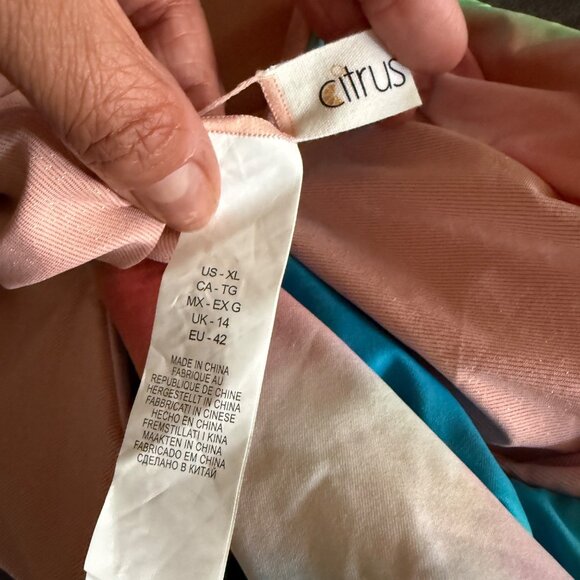 citrus
US - XL
CA - TG
MX - EX G
UK - 14
EU - 42
MADE IN CHINA
FABRIQUE AU
REPUBLIQUE DE CHINE
HERGESTELLT IN CHINA
FABBRICATI IN CINESE
HECHO EN CHINA
FREMSTILLATI I KINA
MAAKTEN IN CHINA
FABRICADO EM CHINA
СДЕЛАНО В КИТАЙ